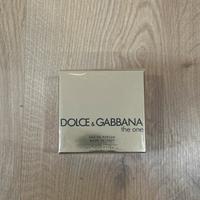 DOLCE & GABBANA
the one
EAU DE PARFUM